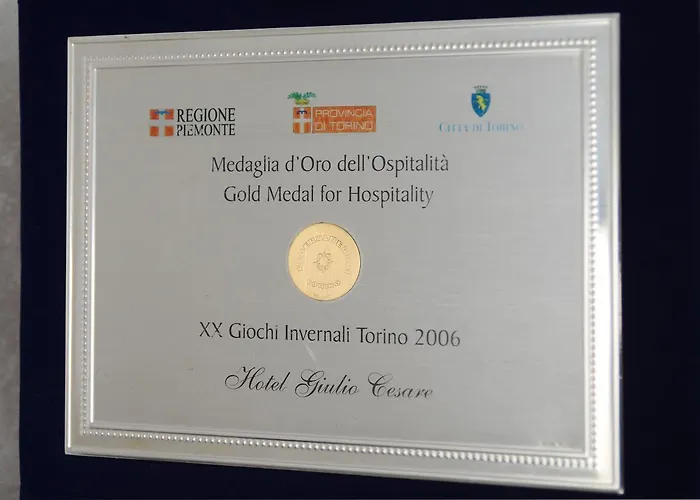 REGIONE
PIEMONTE
PROVINCIA
DI TORINO
CITTÀ DI TORINO
Medaglia d'Oro dell'Ospitalità
Gold Medal for Hospitality
TORINO
XX Giochi Invernali Torino 2006
Hotel Giulio Cesare